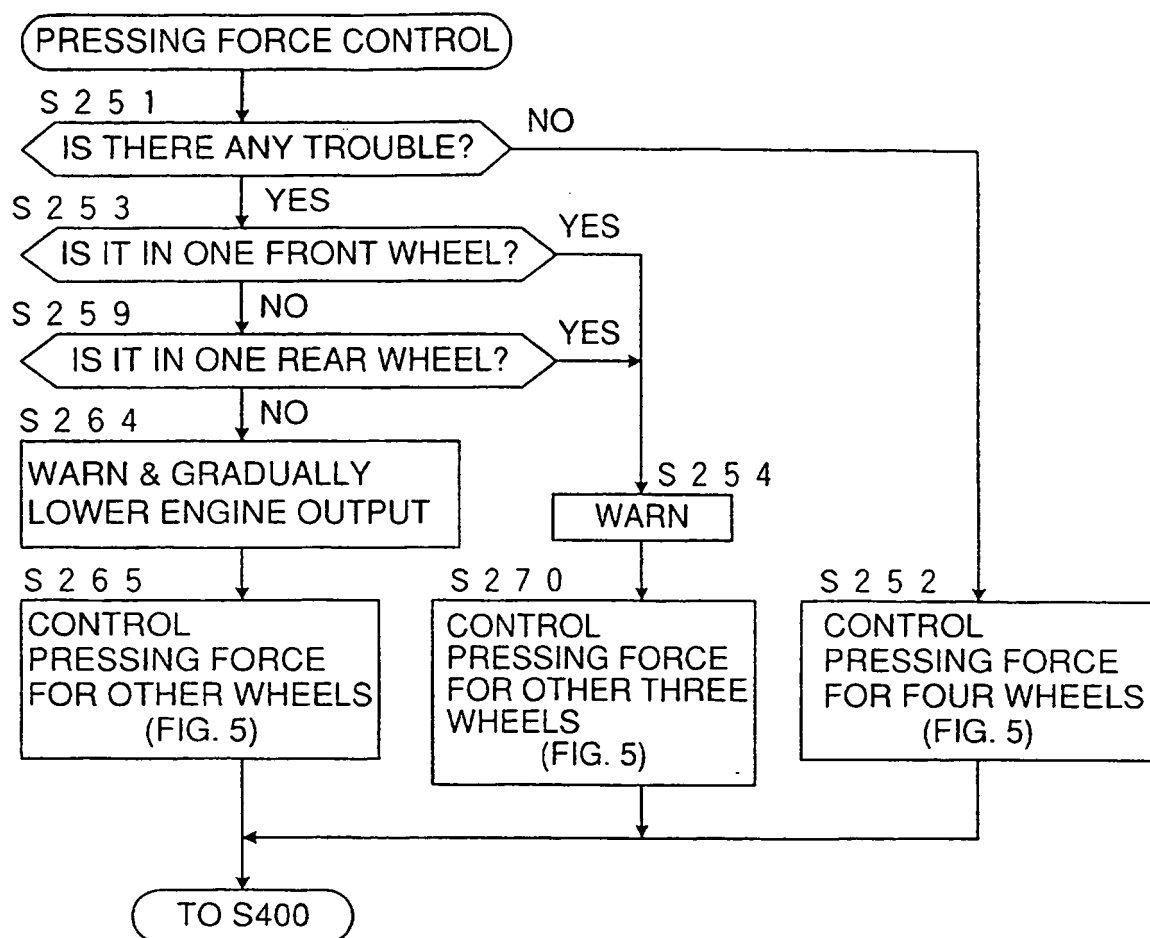 PRESSING FORCE CONTROL
S 2 5 1
IS THERE ANY TROUBLE?
NO
YES
S 2 5 3
IS IT IN ONE FRONT WHEEL?
YES
NO
S 2 5 9
IS IT IN ONE REAR WHEEL?
YES
NO
S 2 6 4
WARN & GRADUALLY
LOWER ENGINE OUTPUT
S 2 5 4
WARN
S 2 6 5
CONTROL
PRESSING FORCE
FOR OTHER WHEELS
(FIG. 5)
S 2 7 0
CONTROL
PRESSING FORCE
FOR OTHER THREE
WHEELS
(FIG. 5)
S 2 5 2
CONTROL
PRESSING FORCE
FOR FOUR WHEELS
(FIG. 5)
TO S400